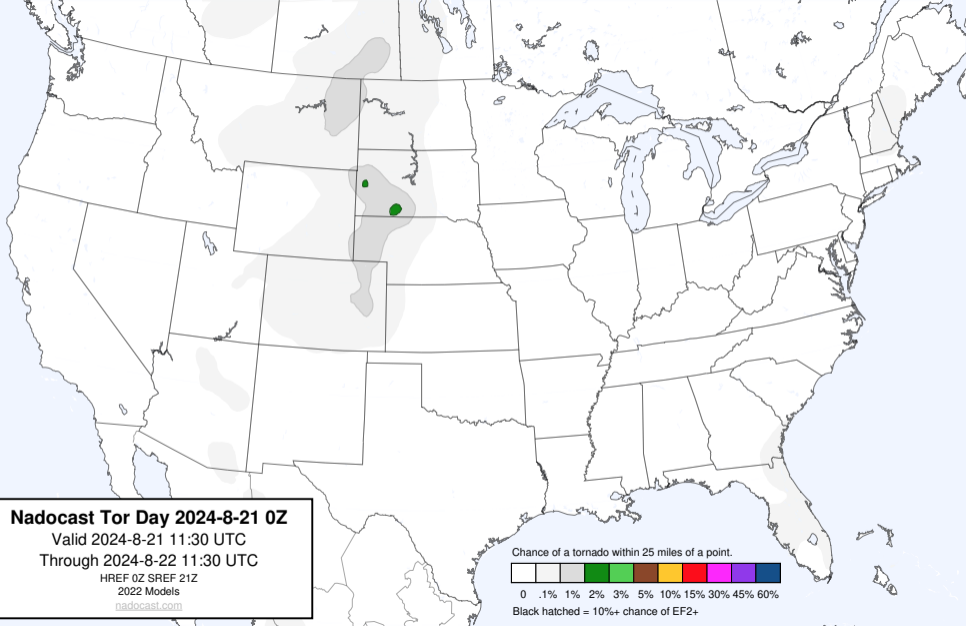 Nadocast Tor Day 2024-8-21 0Z
Valid 2024-8-21 11:30 UTC
Through 2024-8-22 11:30 UTC
HREF 0Z SREF 21Z
2022 Models
nadocast.com
Chance of a tornado within 25 miles of a point.
0 .1% 1% 2% 3% 5% 10% 15% 30% 45% 60%
Black hatched = 10%+ chance of EF2+